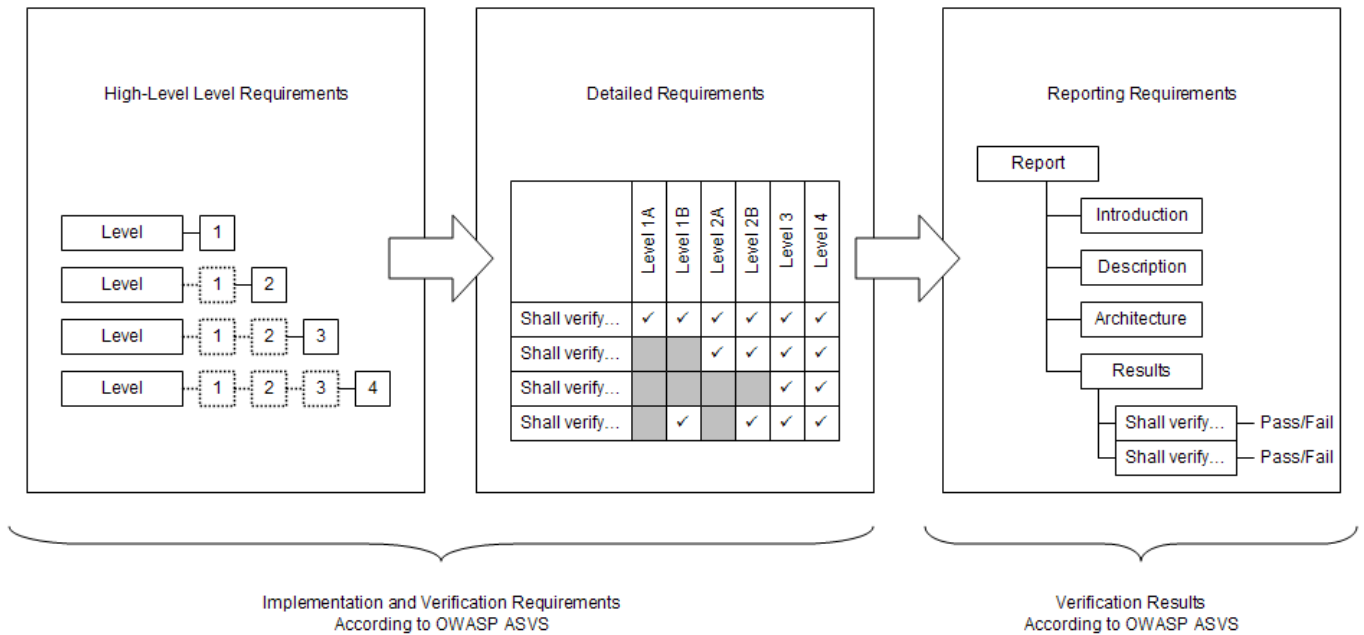 High-Level Level Requirements
Level 1
Level 1 2
Level 1 2 3
Level 1 2 3 4
Detailed Requirements
Level 1A
Level 1B
Level 2A
Level 2B
Level 3
Level 4
Shall verify... ✓ ✓ ✓ ✓ ✓ ✓
Shall verify... ✓ ✓ ✓ ✓
Shall verify... ✓ ✓
Shall verify... ✓ ✓ ✓ ✓
Reporting Requirements
Report
Introduction
Description
Architecture
Results
Shall verify... Pass/Fail
Shall verify... Pass/Fail
Implementation and Verification Requirements
According to OWASP ASVS
Verification Results
According to OWASP ASVS